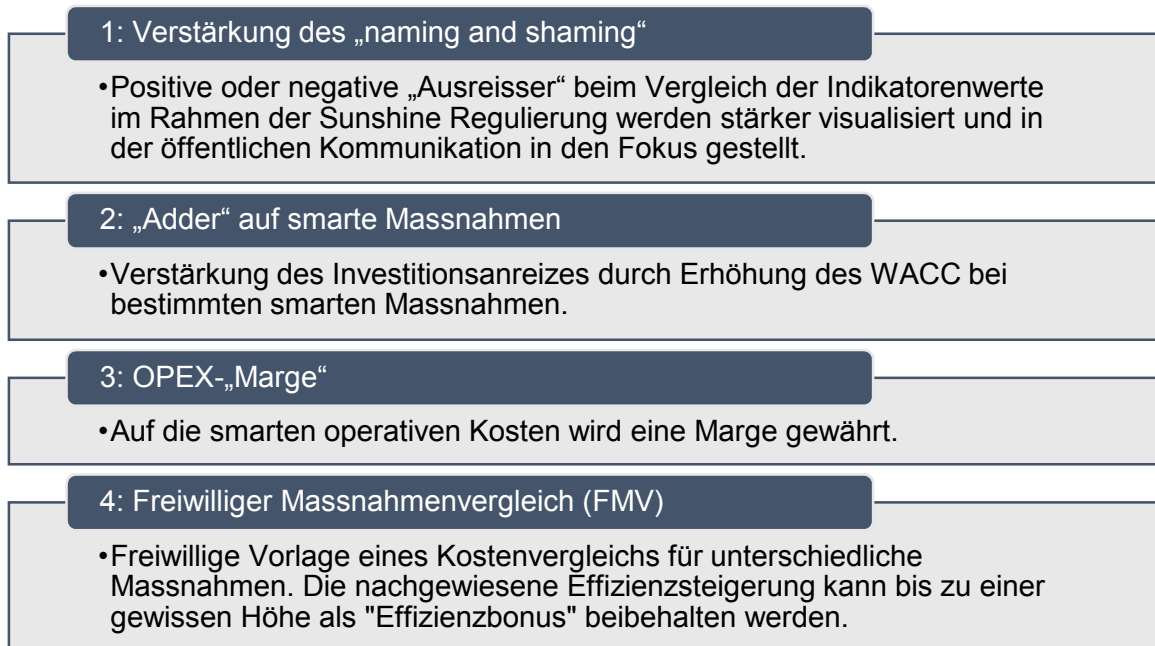 1: Verstärkung des „naming and shaming“
•Positive oder negative „Ausreisser“ beim Vergleich der Indikatorenwerte
im Rahmen der Sunshine Regulierung werden stärker visualisiert und in
der öffentlichen Kommunikation in den Fokus gestellt.
2: „Adder“ auf smarte Massnahmen
•Verstärkung des Investitionsanreizes durch Erhöhung des WACC bei
bestimmten smarten Massnahmen.
3: OPEX-„Marge“
•Auf die smarten operativen Kosten wird eine Marge gewährt.
4: Freiwilliger Massnahmenvergleich (FMV)
•Freiwillige Vorlage eines Kostenvergleichs für unterschiedliche
Massnahmen. Die nachgewiesene Effizienzsteigerung kann bis zu einer
gewissen Höhe als "Effizienzbonus" beibehalten werden.